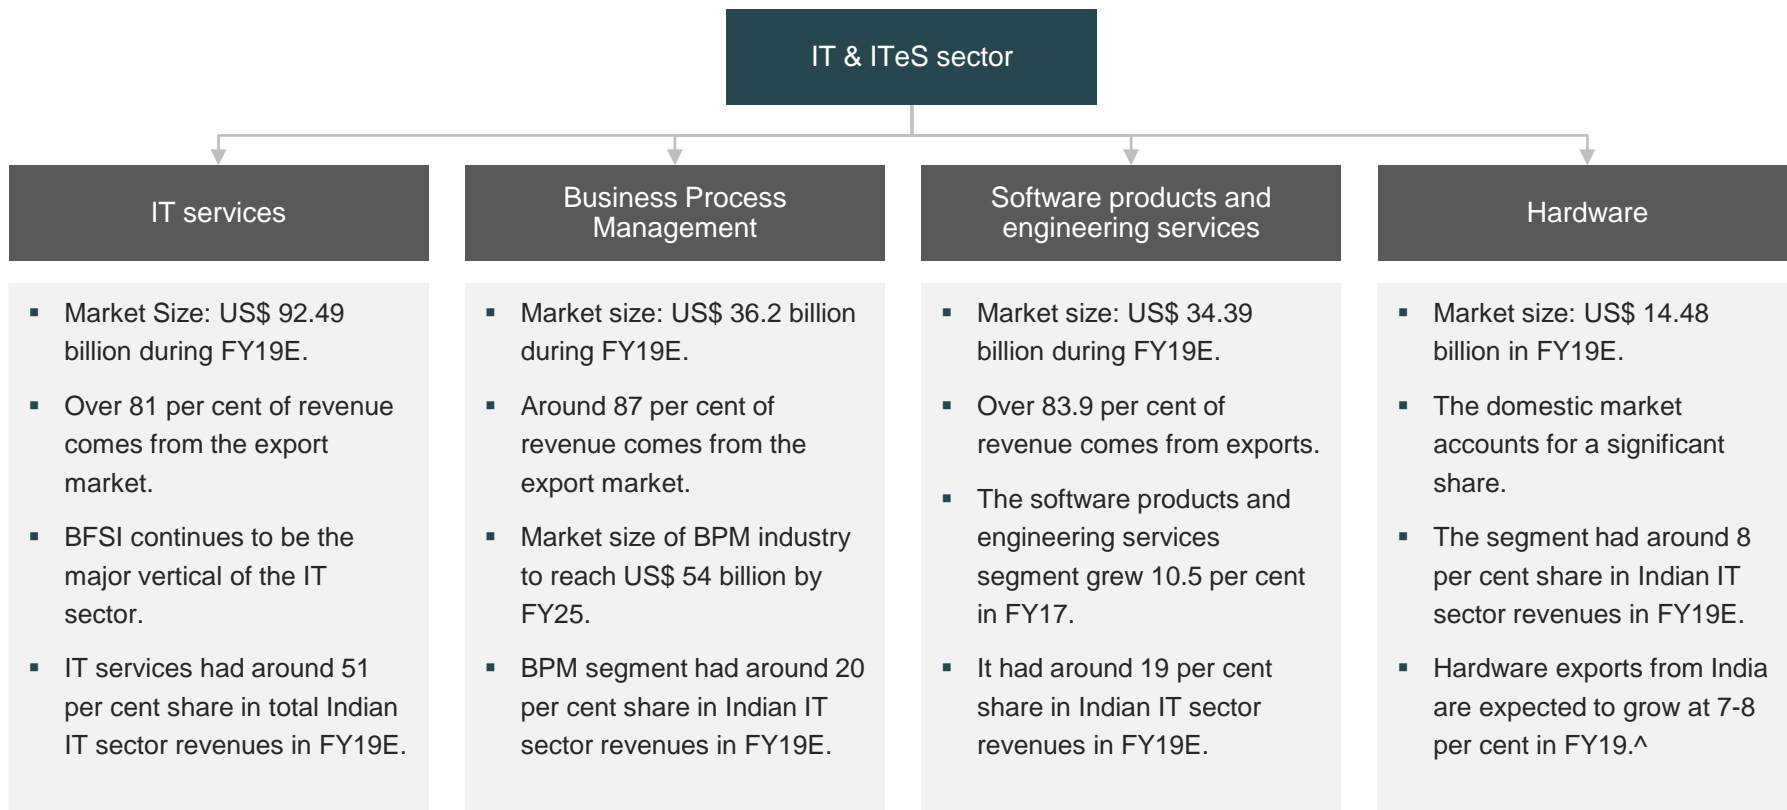 IT & ITeS sector
IT services
▪ Market Size: US$ 92.49
billion during FY19E.
▪ Over 81 per cent of revenue
comes from the export
market.
▪ BFSI continues to be the
major vertical of the IT
sector.
▪ IT services had around 51
per cent share in total Indian
IT sector revenues in FY19E.
Business Process
Management
▪ Market size: US$ 36.2 billion
during FY19E.
▪ Around 87 per cent of
revenue comes from the
export market.
▪ Market size of BPM industry
to reach US$ 54 billion by
FY25.
▪ BPM segment had around 20
per cent share in Indian IT
sector revenues in FY19E.
Software products and
engineering services
▪ Market size: US$ 34.39
billion during FY19E.
▪ Over 83.9 per cent of
revenue comes from exports.
▪ The software products and
engineering services
segment grew 10.5 per cent
in FY17.
▪ It had around 19 per cent
share in Indian IT sector
revenues in FY19E.
Hardware
▪ Market size: US$ 14.48
billion in FY19E.
▪ The domestic market
accounts for a significant
share.
▪ The segment had around 8
per cent share in Indian IT
sector revenues in FY19E.
▪ Hardware exports from India
are expected to grow at 7-8
per cent in FY19.^